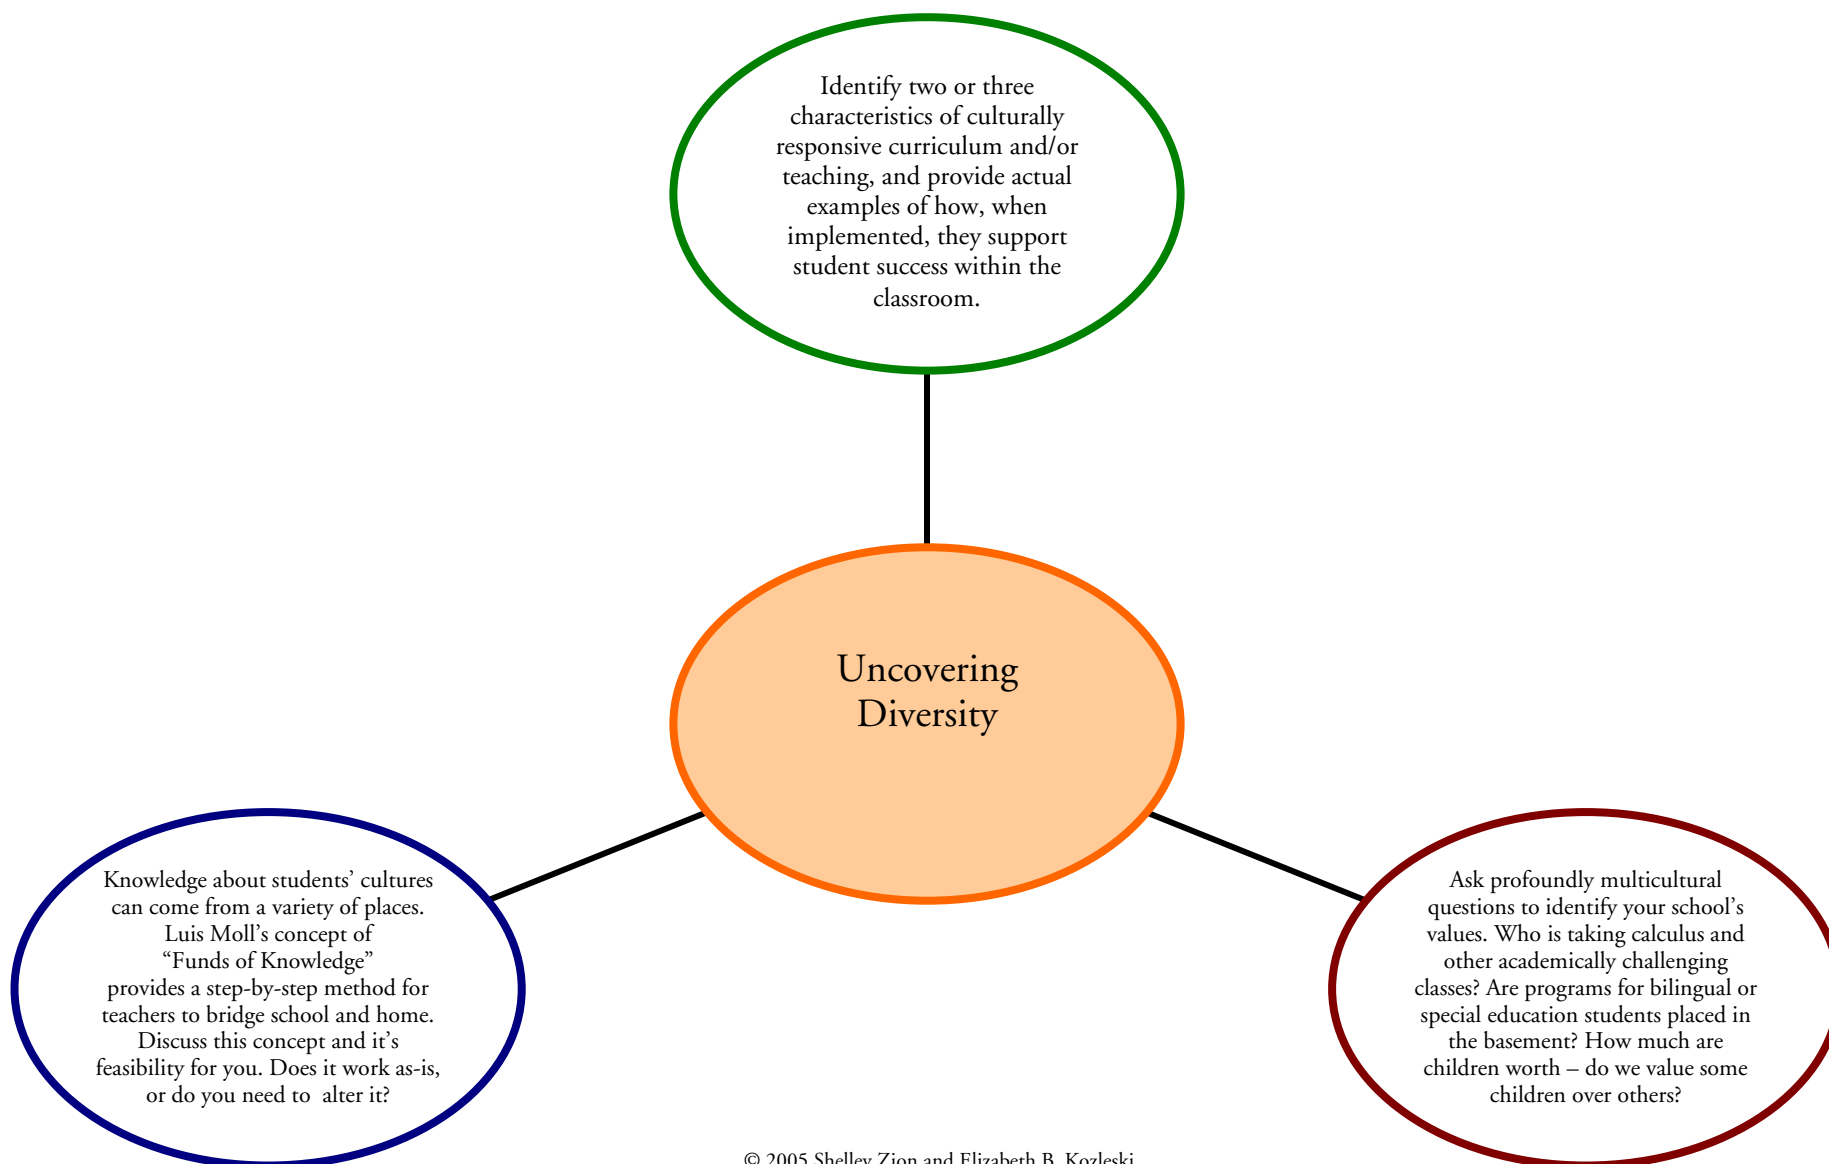 Identify two or three
characteristics of culturally
responsive curriculum and/or
teaching, and provide actual
examples of how, when
implemented, they support
student success within the
classroom.
Uncovering
Diversity
Knowledge about students’ cultures
can come from a variety of places.
Luis Moll’s concept of
“Funds of Knowledge”
provides a step-by-step method for
teachers to bridge school and home.
Discuss this concept and it’s
feasibility for you. Does it work as-is,
or do you need to  alter it?
Ask profoundly multicultural
questions to identify your school’s
values. Who is taking calculus and
other academically challenging
classes? Are programs for bilingual or
special education students placed in
the basement? How much are
children worth – do we value some
children over others?
© 2005 Shelley Zion and Elizabeth B. Kozleski